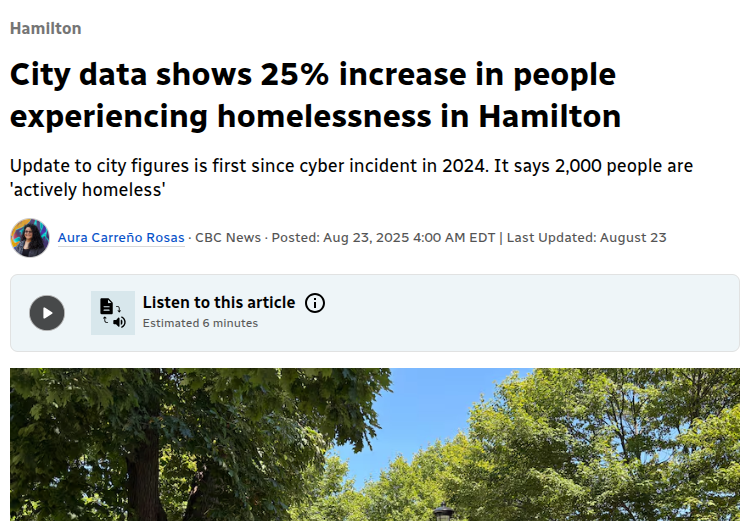 Hamilton
City data shows 25% increase in people
experiencing homelessness in Hamilton
Update to city figures is first since cyber incident in 2024. It says 2,000 people are
'actively homeless'
Aura Carreño Rosas · CBC News · Posted: Aug 23, 2025 4:00 AM EDT | Last Updated: August 23
Listen to this article
Estimated 6 minutes